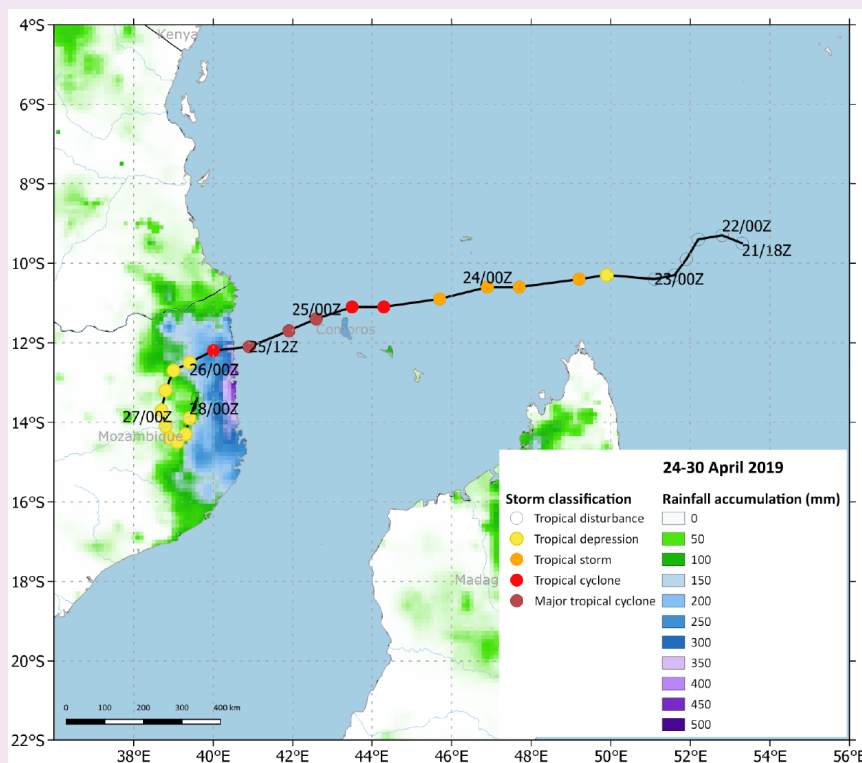 4°S
Kenya
6°S
8°S
22/00Z
21/18Z
10°S
24/00Z
23/00Z
25/00Z
Comoros
12°S
25/12Z
26/00Z
28/00Z
14°S
27/00Z
Mozambique
24-30 April 2019
Storm classification
Rainfall accumulation (mm)
16°S
Tropical disturbance
0
Tropical depression
50
Tropical storm
100
18°S
Tropical cyclone
150
Madag
Major tropical cyclone
200
250
300
20°S
350
400
450
0 100 200 300 400 km
500
22°S
38°E 40°E 42°E 44°E 46°E 48°E 50°E 52°E 54°E 56°E